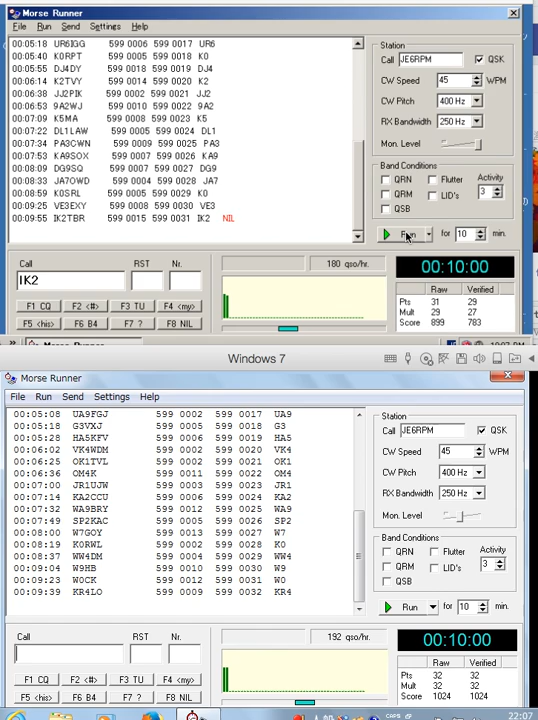 Morse Runner
File Run Send Settings Help
00:05:18 UR6IGG 599 0006 599 0017 UR6
00:05:40 K0RPT 599 0005 599 0018 K0
00:05:55 DJ4DY 599 0018 599 0019 DJ4
00:06:14 K2TVY 599 0014 599 0020 K2
00:06:38 JJ2PIK 599 0002 599 0021 JJ2
00:06:53 9A2WJ 599 0010 599 0022 9A2
00:07:09 K5MA 599 0008 599 0023 K5
00:07:22 DL1LAW 599 0005 599 0024 DL1
00:07:34 PA3CWN 599 0009 599 0025 PA3
00:07:53 KA9SOX 599 0007 599 0026 KA9
00:08:09 DG9SQ 599 0007 599 0027 DG9
00:08:33 JA7OWD 599 0004 599 0028 JA7
00:08:59 K0SRL 599 0005 599 0029 K0
00:09:30 VE3EXY 599 0008 599 0030 VE3
00:09:55 IK2TBR 599 0015 599 0031 IK2 NIL
Station
Call JE6RPM QSK
CW Speed 45 WPM
CW Pitch 400 Hz
RX Bandwidth 250 Hz
Mon. Level
Band Conditions
QRN Flutter Activity
QRM LID's 3
QSB
Run for 10 min.
Call RST Nr.
IK2
F1 CQ F2 <#> F3 TU F4 <my>
F5 <his> F6 B4 F7 ? F8 NIL
180 qso/hr.
00:10:00
Raw Verified
Pts 31 29
Mult 29 27
Score 899 783
Windows 7
Morse Runner
File Run Send Settings Help
00:05:08 UA9FGJ 599 0002 599 0017 UA9
00:05:18 G3VXJ 599 0005 599 0018 G3
00:05:28 HA5KFV 599 0006 599 0019 HA5
00:06:02 VK4WDM 599 0002 599 0020 VK4
00:06:25 OK1TVL 599 0002 599 0021 OK1
00:06:36 OM4K 599 0011 599 0022 OM4
00:07:00 JR1UJW 599 0003 599 0023 JR1
00:07:14 KA2CCU 599 0006 599 0024 KA2
00:07:32 WA9BRY 599 0012 599 0025 WA9
00:07:49 SP2KAC 599 0005 599 0026 SP2
00:08:00 W7GOY 599 0013 599 0027 W7
00:08:19 K0RWL 599 0002 599 0028 K0
00:08:37 WW4DM 599 0004 599 0029 WW4
00:09:04 W9HB 599 0010 599 0030 W9
00:09:23 W0CK 599 0012 599 0031 W0
00:09:39 KR4LO 599 0009 599 0032 KR4
Station
Call JE6RPM QSK
CW Speed 45 WPM
CW Pitch 400 Hz
RX Bandwidth 250 Hz
Mon. Level
Band Conditions
QRN Flutter Activity
QRM LID's 3
QSB
Run for 10 min.
Call RST Nr.
F1 CQ F2 <#> F3 TU F4 <my>
F5 <his> F6 B4 F7 ? F8 NIL
192 qso/hr.
00:10:00
Raw Verified
Pts 32 32
Mult 32 32
Score 1024 1024
CAPS
22:07